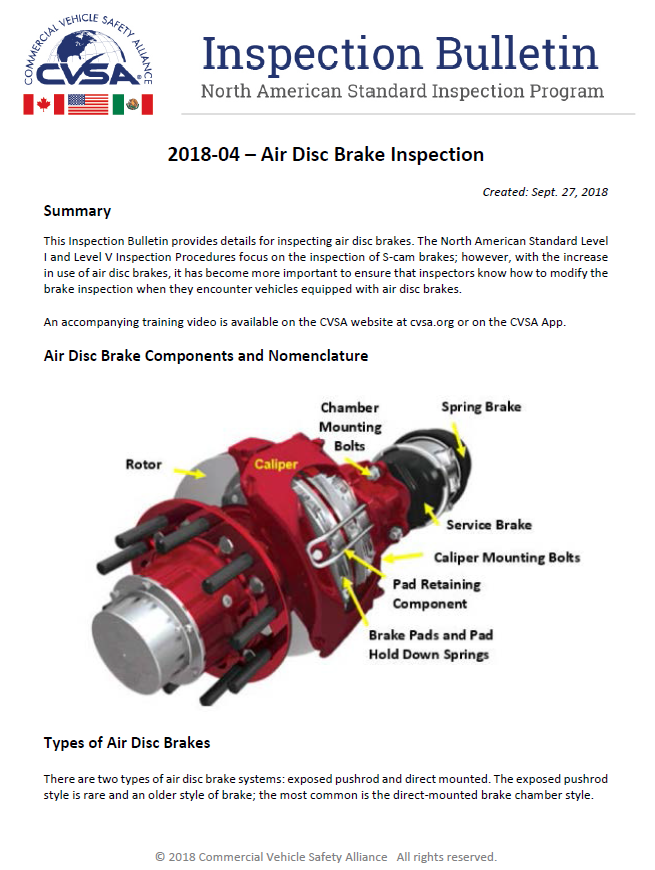 COMMERCIAL VEHICLE SAFETY ALLIANCE
CVSA®
Inspection Bulletin
North American Standard Inspection Program
2018-04 – Air Disc Brake Inspection
Created: Sept. 27, 2018
Summary
This Inspection Bulletin provides details for inspecting air disc brakes. The North American Standard Level
I and Level V Inspection Procedures focus on the inspection of S-cam brakes; however, with the increase
in use of air disc brakes, it has become more important to ensure that inspectors know how to modify the
brake inspection when they encounter vehicles equipped with air disc brakes.
An accompanying training video is available on the CVSA website at cvsa.org or on the CVSA App.
Air Disc Brake Components and Nomenclature
Chamber
Mounting
Bolts
Spring Brake
Rotor
Caliper
Service Brake
Caliper Mounting Bolts
Pad Retaining
Component
Brake Pads and Pad
Hold Down Springs
Types of Air Disc Brakes
There are two types of air disc brake systems: exposed pushrod and direct mounted. The exposed pushrod
style is rare and an older style of brake; the most common is the direct-mounted brake chamber style.
© 2018 Commercial Vehicle Safety Alliance All rights reserved.